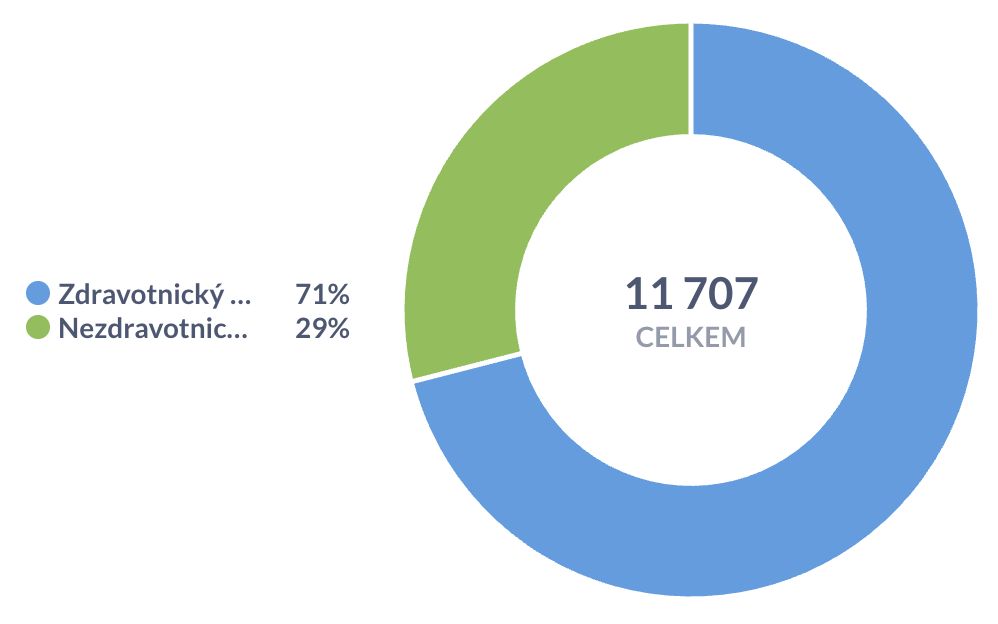 Zdravotnický ... 71%
Nezdravotnic... 29%
11 707
CELKEM